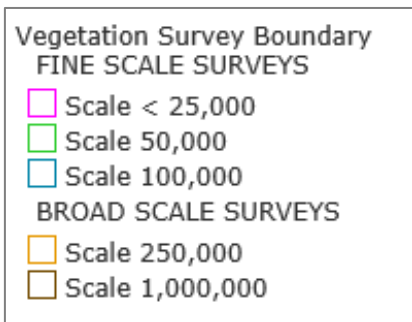 Vegetation Survey Boundary
FINE SCALE SURVEYS
Scale < 25,000
Scale 50,000
Scale 100,000
BROAD SCALE SURVEYS
Scale 250,000
Scale 1,000,000